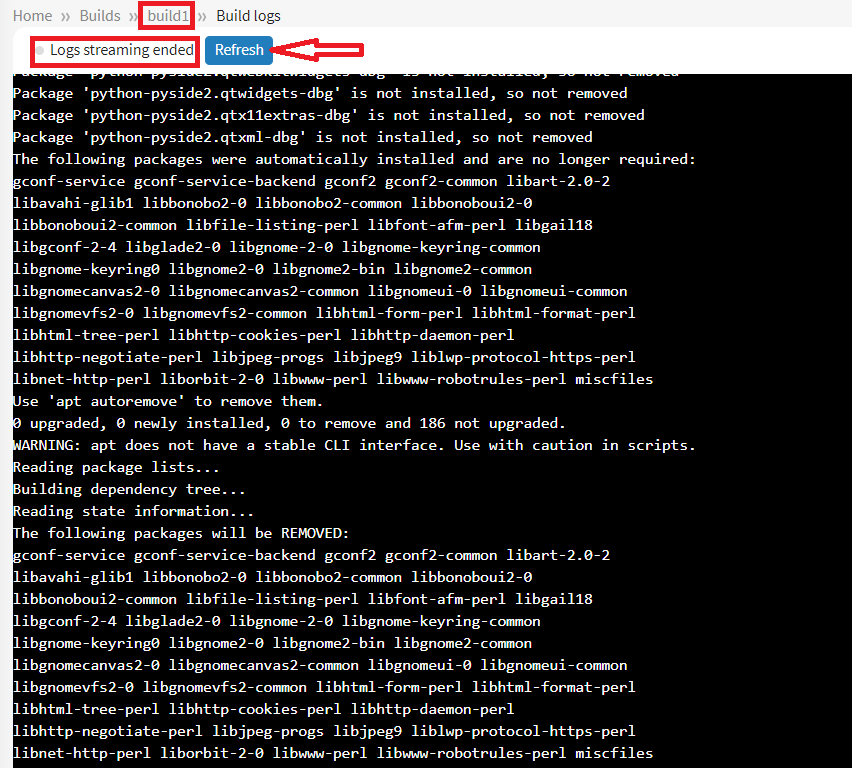 Home » Builds » build1 » Build logs
Logs streaming ended Refresh
Package 'python-pyside2.qtwebkitwidgets-dbg' is not installed, so not removed
Package 'python-pyside2.qtwidgets-dbg' is not installed, so not removed
Package 'python-pyside2.qtx11extras-dbg' is not installed, so not removed
Package 'python-pyside2.qtxml-dbg' is not installed, so not removed
The following packages were automatically installed and are no longer required:
gconf-service gconf-service-backend gconf2 gconf2-common libart-2.0-2
libavahi-glib1 libbonobo2-0 libbonobo2-common libbonoboui2-0
libbonoboui2-common libfile-listing-perl libfont-afm-perl libgail18
libgconf-2-4 libglade2-0 libgnome-2-0 libgnome-keyring-common
libgnome-keyring0 libgnome2-0 libgnome2-bin libgnome2-common
libgnomecanvas2-0 libgnomecanvas2-common libgnomeui-0 libgnomeui-common
libgnomevfs2-0 libgnomevfs2-common libhtml-form-perl libhtml-format-perl
libhtml-tree-perl libhttp-cookies-perl libhttp-daemon-perl
libhttp-negotiate-perl libjpeg-progs libjpeg9 liblwp-protocol-https-perl
libnet-http-perl liborbit-2-0 libwww-perl libwww-robotrules-perl miscfiles
Use 'apt autoremove' to remove them.
0 upgraded, 0 newly installed, 0 to remove and 186 not upgraded.
WARNING: apt does not have a stable CLI interface. Use with caution in scripts.
Reading package lists...
Building dependency tree...
Reading state information...
The following packages will be REMOVED:
gconf-service gconf-service-backend gconf2 gconf2-common libart-2.0-2
libavahi-glib1 libbonobo2-0 libbonobo2-common libbonoboui2-0
libbonoboui2-common libfile-listing-perl libfont-afm-perl libgail18
libgconf-2-4 libglade2-0 libgnome-2-0 libgnome-keyring-common
libgnome-keyring0 libgnome2-0 libgnome2-bin libgnome2-common
libgnomecanvas2-0 libgnomecanvas2-common libgnomeui-0 libgnomeui-common
libgnomevfs2-0 libgnomevfs2-common libhtml-form-perl libhtml-format-perl
libhtml-tree-perl libhttp-cookies-perl libhttp-daemon-perl
libhttp-negotiate-perl libjpeg-progs libjpeg9 liblwp-protocol-https-perl
libnet-http-perl liborbit-2-0 libwww-perl libwww-robotrules-perl miscfiles